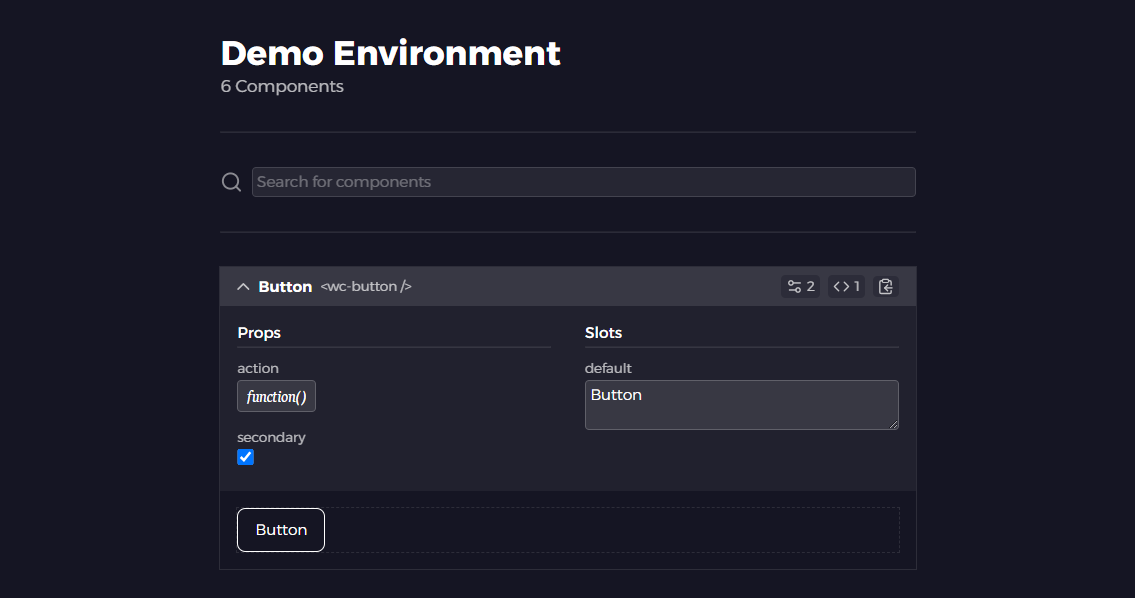 Demo Environment
6 Components
Search for components
Button <wc-button /> 2 <> 1
Props
action
function()
secondary
Slots
default
Button
Button